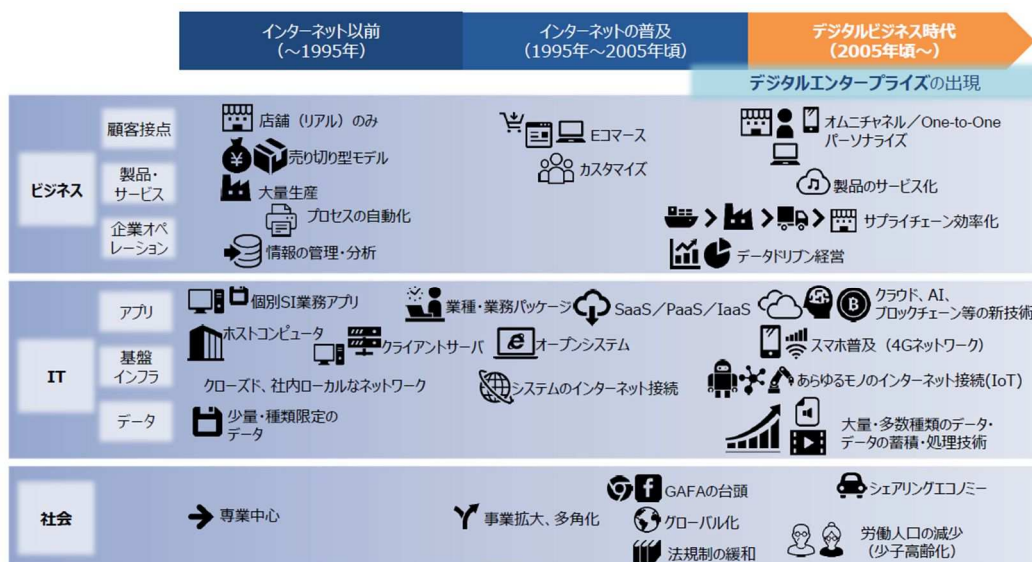 インターネット以前
(~1995年)
インターネットの普及
(1995年~2005年頃)
デジタルビジネス時代
(2005年頃~)
デジタルエンタープライズの出現
ビジネス
顧客接点
製品・
サービス
企業オペ
レーション
店舗(リアル)のみ
売り切り型モデル
大量生産
プロセスの自動化
情報の管理・分析
Eコマース
カスタマイズ
オムニチャネル/One-to-One
パーソナライズ
製品のサービス化
サプライチェーン効率化
データドリブン経営
IT
アプリ
基盤
インフラ
データ
個別SI業務アプリ
業種・業務パッケージ
SaaS/PaaS/IaaS
クラウド、AI、
ブロックチェーン等の新技術
ホストコンピュータ
クライアントサーバ
オープンシステム
スマホ普及(4Gネットワーク)
クローズド、社内ローカルなネットワーク
システムのインターネット接続
あらゆるモノのインターネット接続(IoT)
少量・種類限定の
データ
大量・多数種類のデータ・
データの蓄積・処理技術
社会
専業中心
事業拡大、多角化
GAFAの台頭
グローバル化
法規制の緩和
シェアリングエコノミー
労働人口の減少
(少子高齢化)